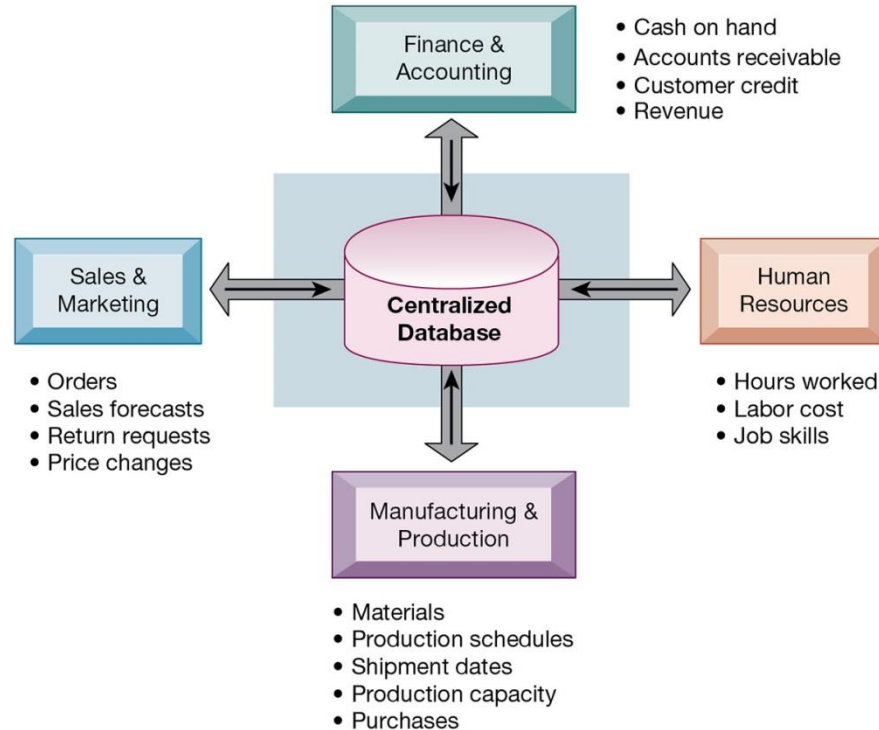 Finance &
Accounting
• Cash on hand
• Accounts receivable
• Customer credit
• Revenue
Sales &
Marketing
• Orders
• Sales forecasts
• Return requests
• Price changes
Centralized
Database
Human
Resources
• Hours worked
• Labor cost
• Job skills
Manufacturing &
Production
• Materials
• Production schedules
• Shipment dates
• Production capacity
• Purchases